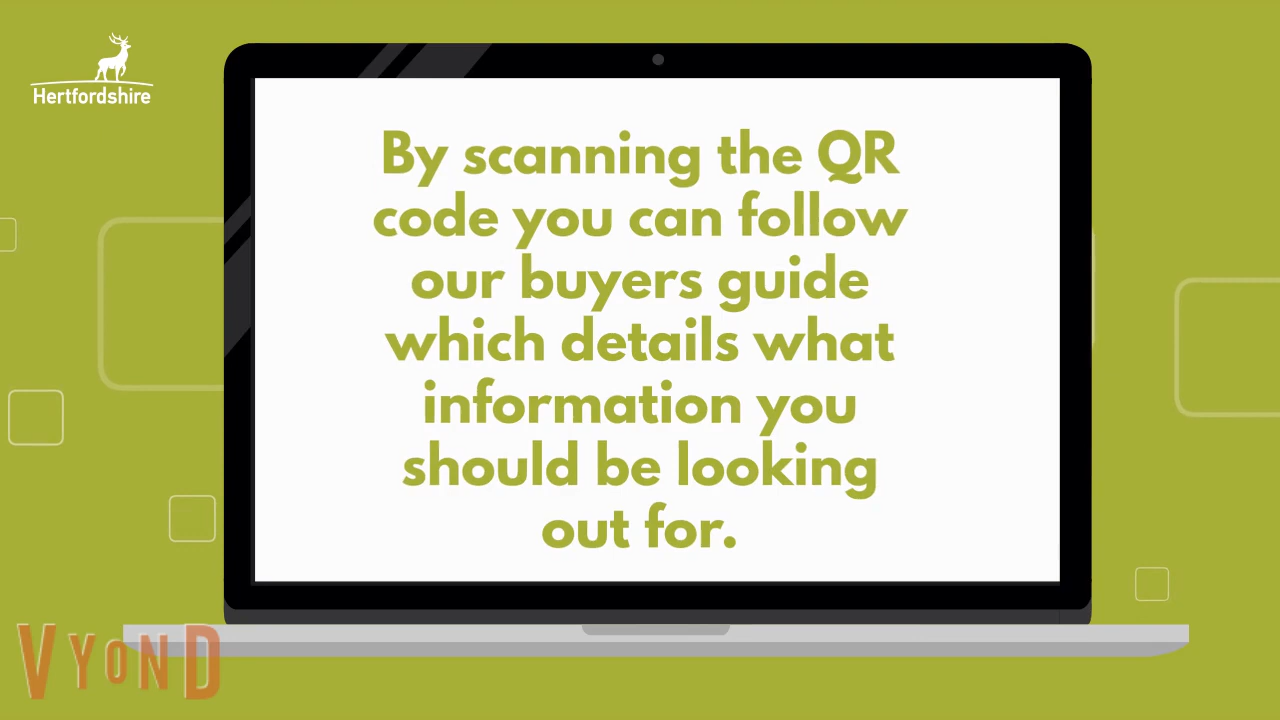 Hertfordshire
By scanning the QR
code you can follow
our buyers guide
which details what
information you
should be looking
out for.
VYOND